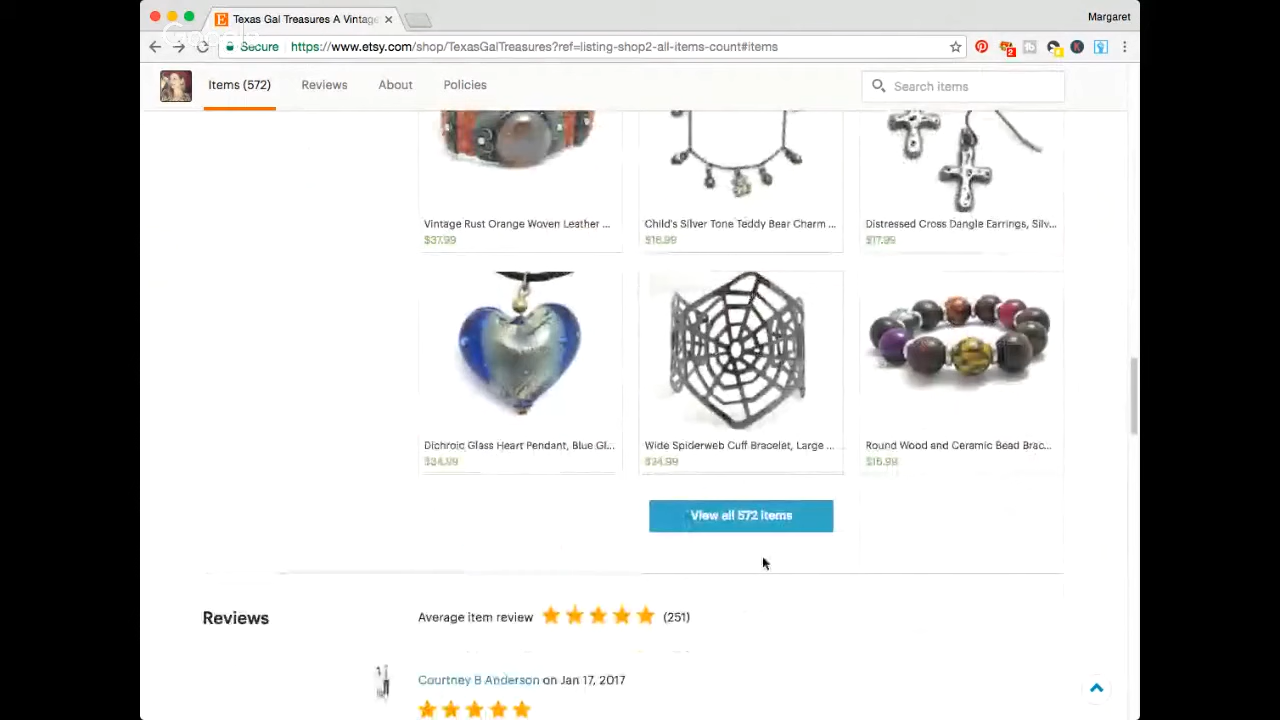 Texas Gal Treasures A Vintage
Margaret
Google
Secure https://www.etsy.com/shop/TexasGalTreasures?ref=listing-shop2-all-items-count#items
Items (572) Reviews About Policies Search items
Vintage Rust Orange Woven Leather ... Child's Silver Tone Teddy Bear Charm ... Distressed Cross Dangle Earrings, Silv...
$37.99 $18.99 $17.99
Dichroic Glass Heart Pendant, Blue Gl... Wide Spiderweb Cuff Bracelet, Large ... Round Wood and Ceramic Bead Brac...
$34.99 $34.99 $15.99
View all 572 items
Reviews Average item review (251)
Courtney B Anderson on Jan 17, 2017